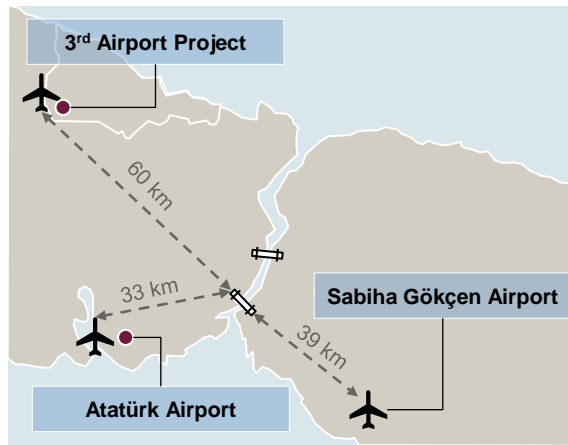 3rd Airport Project
60 km
33 km
Sabiha Gökçen Airport
39 km
Atatürk Airport